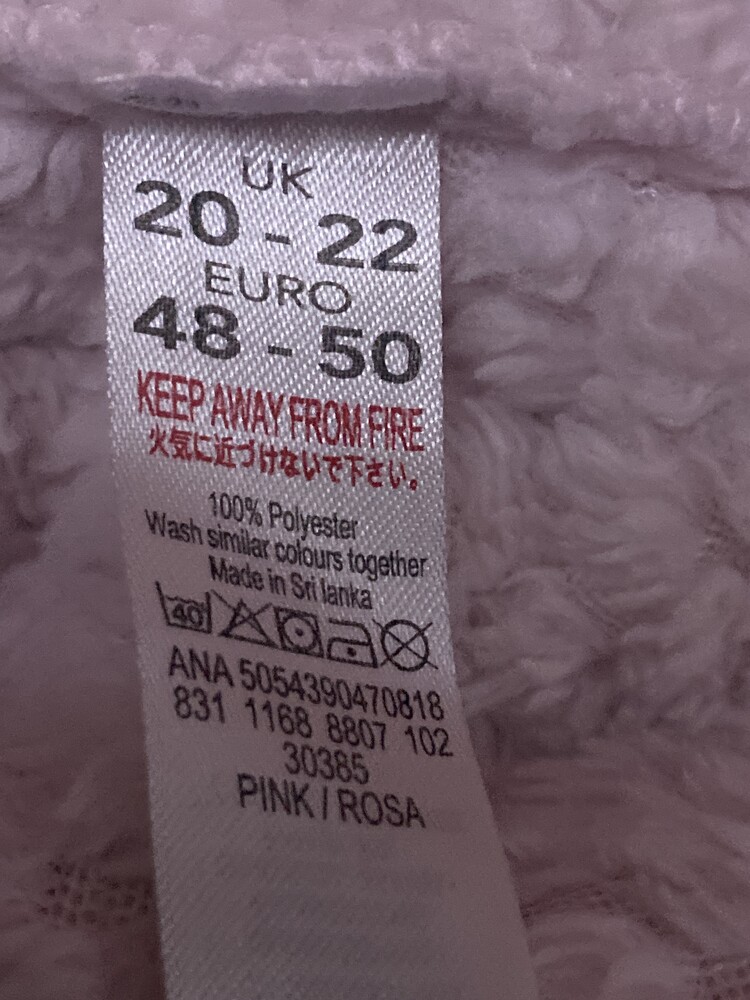 UK
20 - 22
EURO
48 - 50
KEEP AWAY FROM FIRE
火気に近づけないで下さい。
100% Polyester
Wash similar colours together
Made in Sri lanka
40
ANA 5054390470818
831 1168 8807 102
30385
PINK / ROSA